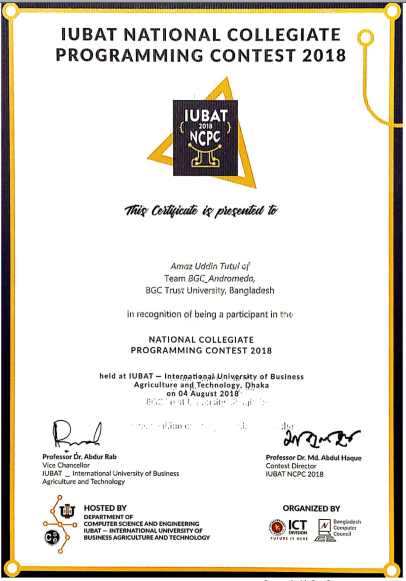 IUBAT NATIONAL COLLEGIATE
PROGRAMMING CONTEST 2018
IUBAT
2018
NCPC
This Certificate is presented to
Amaz Uddin Tutul of
Team BGC_Andromeda,
BGC Trust University, Bangladesh
in recognition of being a participant in the
NATIONAL COLLEGIATE
PROGRAMMING CONTEST 2018
held at IUBAT — International University of Business
Agriculture and Technology, Dhaka
on 04 August 2018
Professor Dr. Abdur Rab
Vice Chancellor
IUBAT _ International University of Business
Agriculture and Technology
Professor Dr. Md. Abdul Haque
Contest Director
IUBAT NCPC 2018
HOSTED BY
DEPARTMENT OF
COMPUTER SCIENCE AND ENGINEERING
IUBAT — INTERNATIONAL UNIVERSITY OF
BUSINESS AGRICULTURE AND TECHNOLOGY
ORGANIZED BY
ICT
DIVISION
FUTURE IS HERE
Bangladesh
Computer
Council